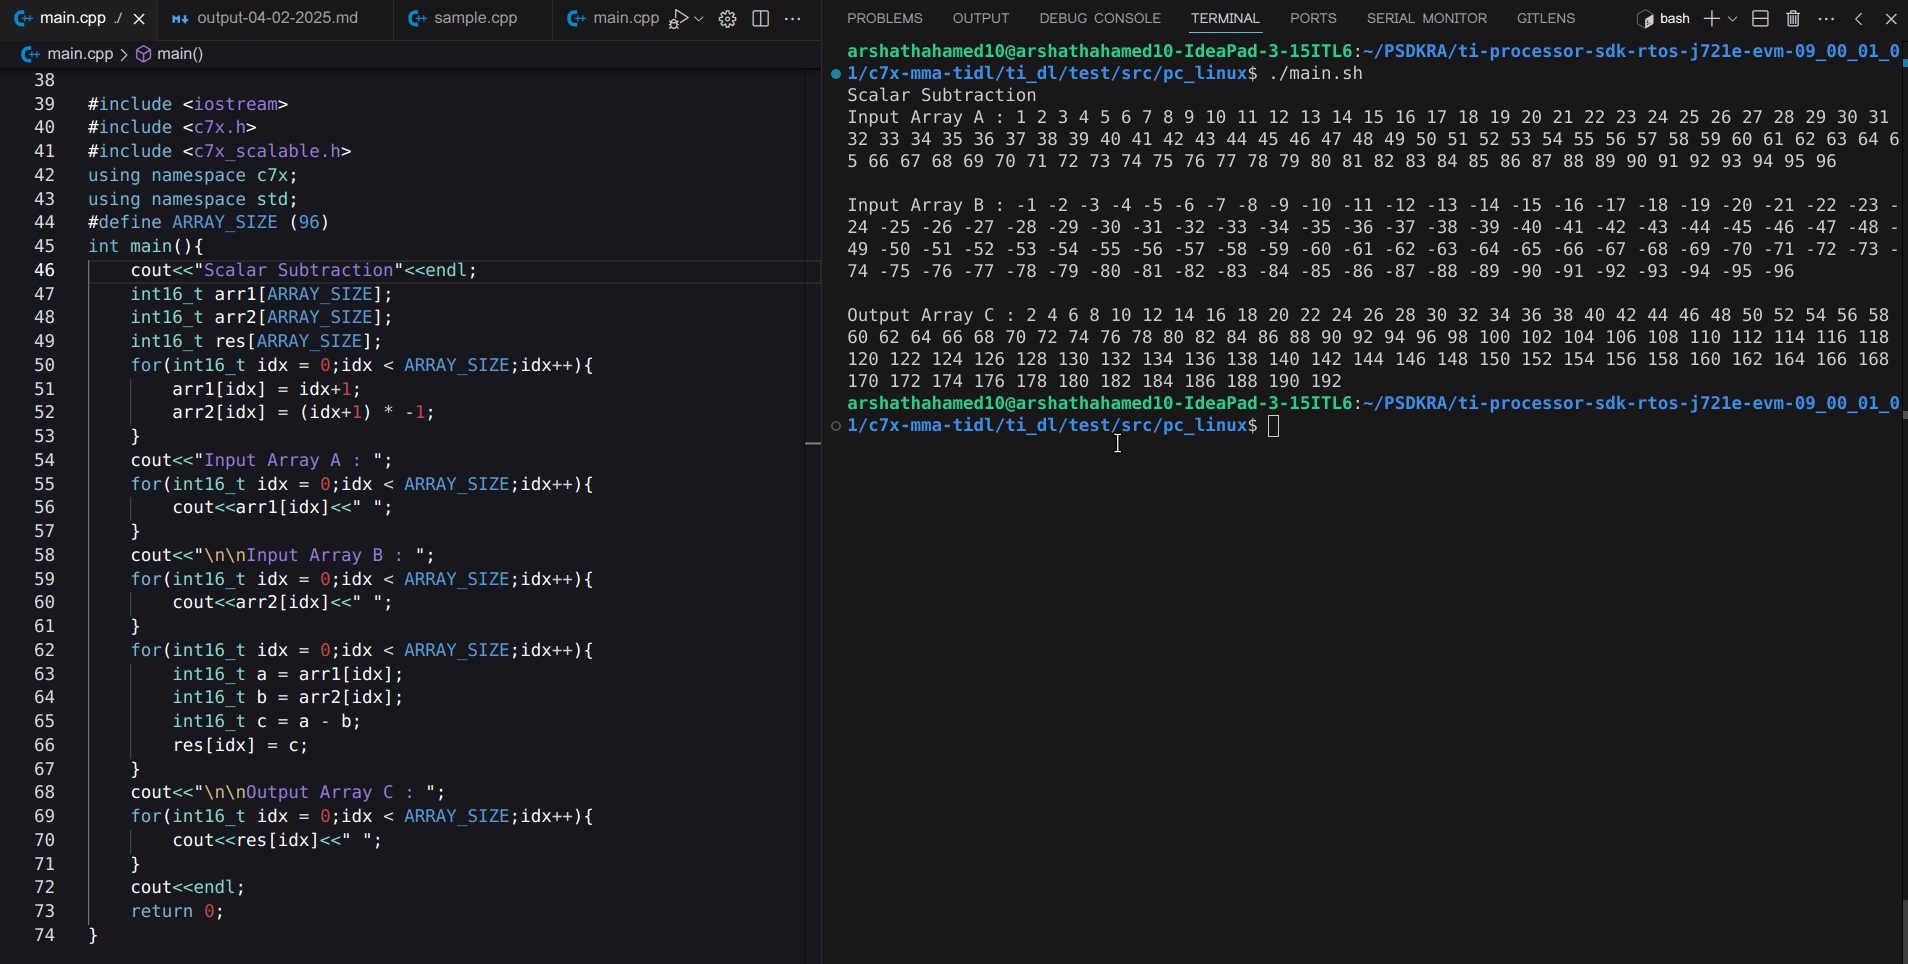 main.cpp ./
output-04-02-2025.md
sample.cpp
main.cpp
main.cpp > main()
38
39 #include <iostream>
40 #include <c7x.h>
41 #include <c7x_scalable.h>
42 using namespace c7x;
43 using namespace std;
44 #define ARRAY_SIZE (96)
45 int main(){
46 cout<<"Scalar Subtraction"<<endl;
47 int16_t arr1[ARRAY_SIZE];
48 int16_t arr2[ARRAY_SIZE];
49 int16_t res[ARRAY_SIZE];
50 for(int16_t idx = 0;idx < ARRAY_SIZE;idx++){
51 arr1[idx] = idx+1;
52 arr2[idx] = (idx+1) * -1;
53 }
54 cout<<"Input Array A : ";
55 for(int16_t idx = 0;idx < ARRAY_SIZE;idx++){
56 cout<<arr1[idx]<<" ";
57 }
58 cout<<"\n\nInput Array B : ";
59 for(int16_t idx = 0;idx < ARRAY_SIZE;idx++){
60 cout<<arr2[idx]<<" ";
61 }
62 for(int16_t idx = 0;idx < ARRAY_SIZE;idx++){
63 int16_t a = arr1[idx];
64 int16_t b = arr2[idx];
65 int16_t c = a - b;
66 res[idx] = c;
67 }
68 cout<<"\n\nOutput Array C : ";
69 for(int16_t idx = 0;idx < ARRAY_SIZE;idx++){
70 cout<<res[idx]<<" ";
71 }
72 cout<<endl;
73 return 0;
74 }
PROBLEMS OUTPUT DEBUG CONSOLE TERMINAL PORTS SERIAL MONITOR GITLENS bash
arshathahamed10@arshathahamed10-IdeaPad-3-15ITL6:~/PSDKRA/ti-processor-sdk-rtos-j721e-evm-09_00_01_0
1/c7x-mma-tidl/ti_dl/test/src/pc_linux$ ./main.sh
Scalar Subtraction
Input Array A : 1 2 3 4 5 6 7 8 9 10 11 12 13 14 15 16 17 18 19 20 21 22 23 24 25 26 27 28 29 30 31
32 33 34 35 36 37 38 39 40 41 42 43 44 45 46 47 48 49 50 51 52 53 54 55 56 57 58 59 60 61 62 63 64 6
5 66 67 68 69 70 71 72 73 74 75 76 77 78 79 80 81 82 83 84 85 86 87 88 89 90 91 92 93 94 95 96
Input Array B : -1 -2 -3 -4 -5 -6 -7 -8 -9 -10 -11 -12 -13 -14 -15 -16 -17 -18 -19 -20 -21 -22 -23 -
24 -25 -26 -27 -28 -29 -30 -31 -32 -33 -34 -35 -36 -37 -38 -39 -40 -41 -42 -43 -44 -45 -46 -47 -48 -
49 -50 -51 -52 -53 -54 -55 -56 -57 -58 -59 -60 -61 -62 -63 -64 -65 -66 -67 -68 -69 -70 -71 -72 -73 -
74 -75 -76 -77 -78 -79 -80 -81 -82 -83 -84 -85 -86 -87 -88 -89 -90 -91 -92 -93 -94 -95 -96
Output Array C : 2 4 6 8 10 12 14 16 18 20 22 24 26 28 30 32 34 36 38 40 42 44 46 48 50 52 54 56 58
60 62 64 66 68 70 72 74 76 78 80 82 84 86 88 90 92 94 96 98 100 102 104 106 108 110 112 114 116 118
120 122 124 126 128 130 132 134 136 138 140 142 144 146 148 150 152 154 156 158 160 162 164 166 168
170 172 174 176 178 180 182 184 186 188 190 192
arshathahamed10@arshathahamed10-IdeaPad-3-15ITL6:~/PSDKRA/ti-processor-sdk-rtos-j721e-evm-09_00_01_0
1/c7x-mma-tidl/ti_dl/test/src/pc_linux$